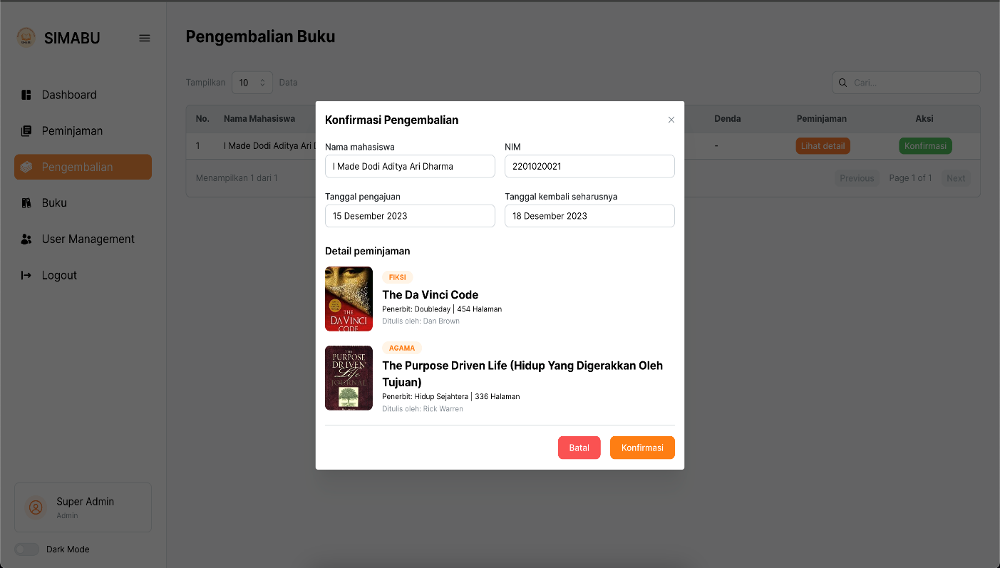 SIMABU
Dashboard
Peminjaman
Pengembalian
Buku
User Management
Logout
Super Admin
Admin
Dark Mode
Pengembalian Buku
Tampilkan 10 Data
Cari...
No. Nama Mahasiswa Denda Peminjaman Aksi
1 I Made Dodi Aditya Ari - Lihat detail Konfirmasi
Menampilkan 1 dari 1 Previous Page 1 of 1 Next
Konfirmasi Pengembalian
Nama mahasiswa NIM
I Made Dodi Aditya Ari Dharma 2201020021
Tanggal pengajuan Tanggal kembali seharusnya
15 Desember 2023 18 Desember 2023
Detail peminjaman
THE
DA VINCI
CODE
FIKSI
The Da Vinci Code
Penerbit: Doubleday | 454 Halaman
Ditulis oleh: Dan Brown
THE
PURPOSE
DRIVEN
Life
JOURNAL
AGAMA
The Purpose Driven Life (Hidup Yang Digerakkan Oleh
Tujuan)
Penerbit: Hidup Sejahtera | 336 Halaman
Ditulis oleh: Rick Warren
Batal Konfirmasi